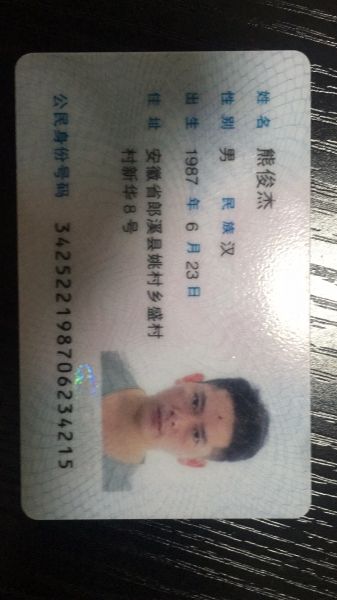 姓名 熊俊杰
性别 男 民族 汉
出生 1987 年 6 月 23 日
住址 安徽省郎溪县姚村乡盛村
村新华8号
公民身份号码 342522198706234215